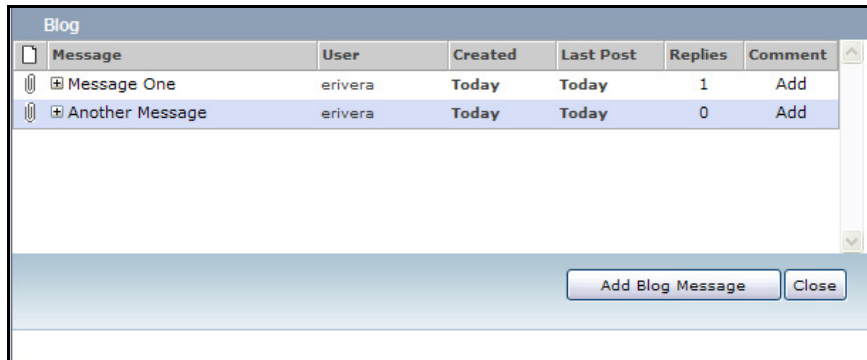 Blog
Message User Created Last Post Replies Comment
Message One erivera Today Today 1 Add
Another Message erivera Today Today 0 Add
Add Blog Message Close